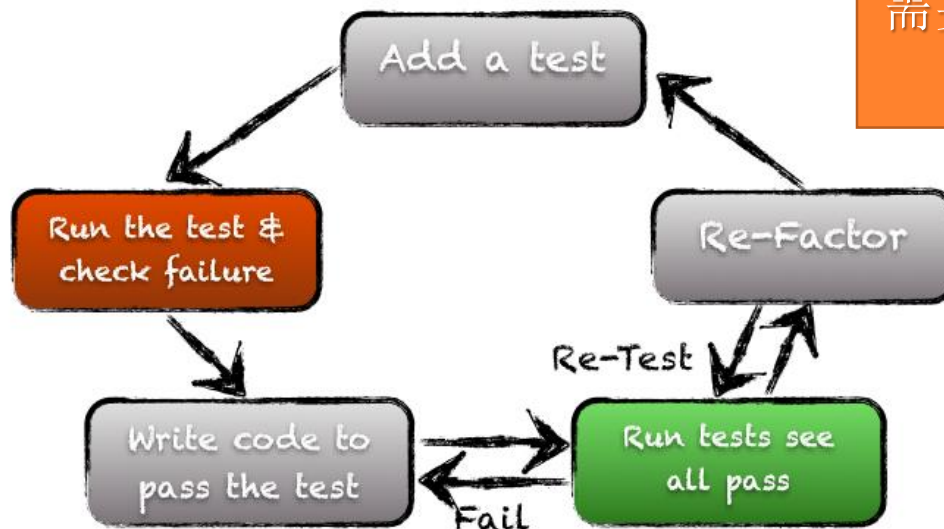 需
Add a test
Run the test &
check failure
Re-Factor
Re-Test
Write code to
pass the test
Run tests see
all pass
Fail